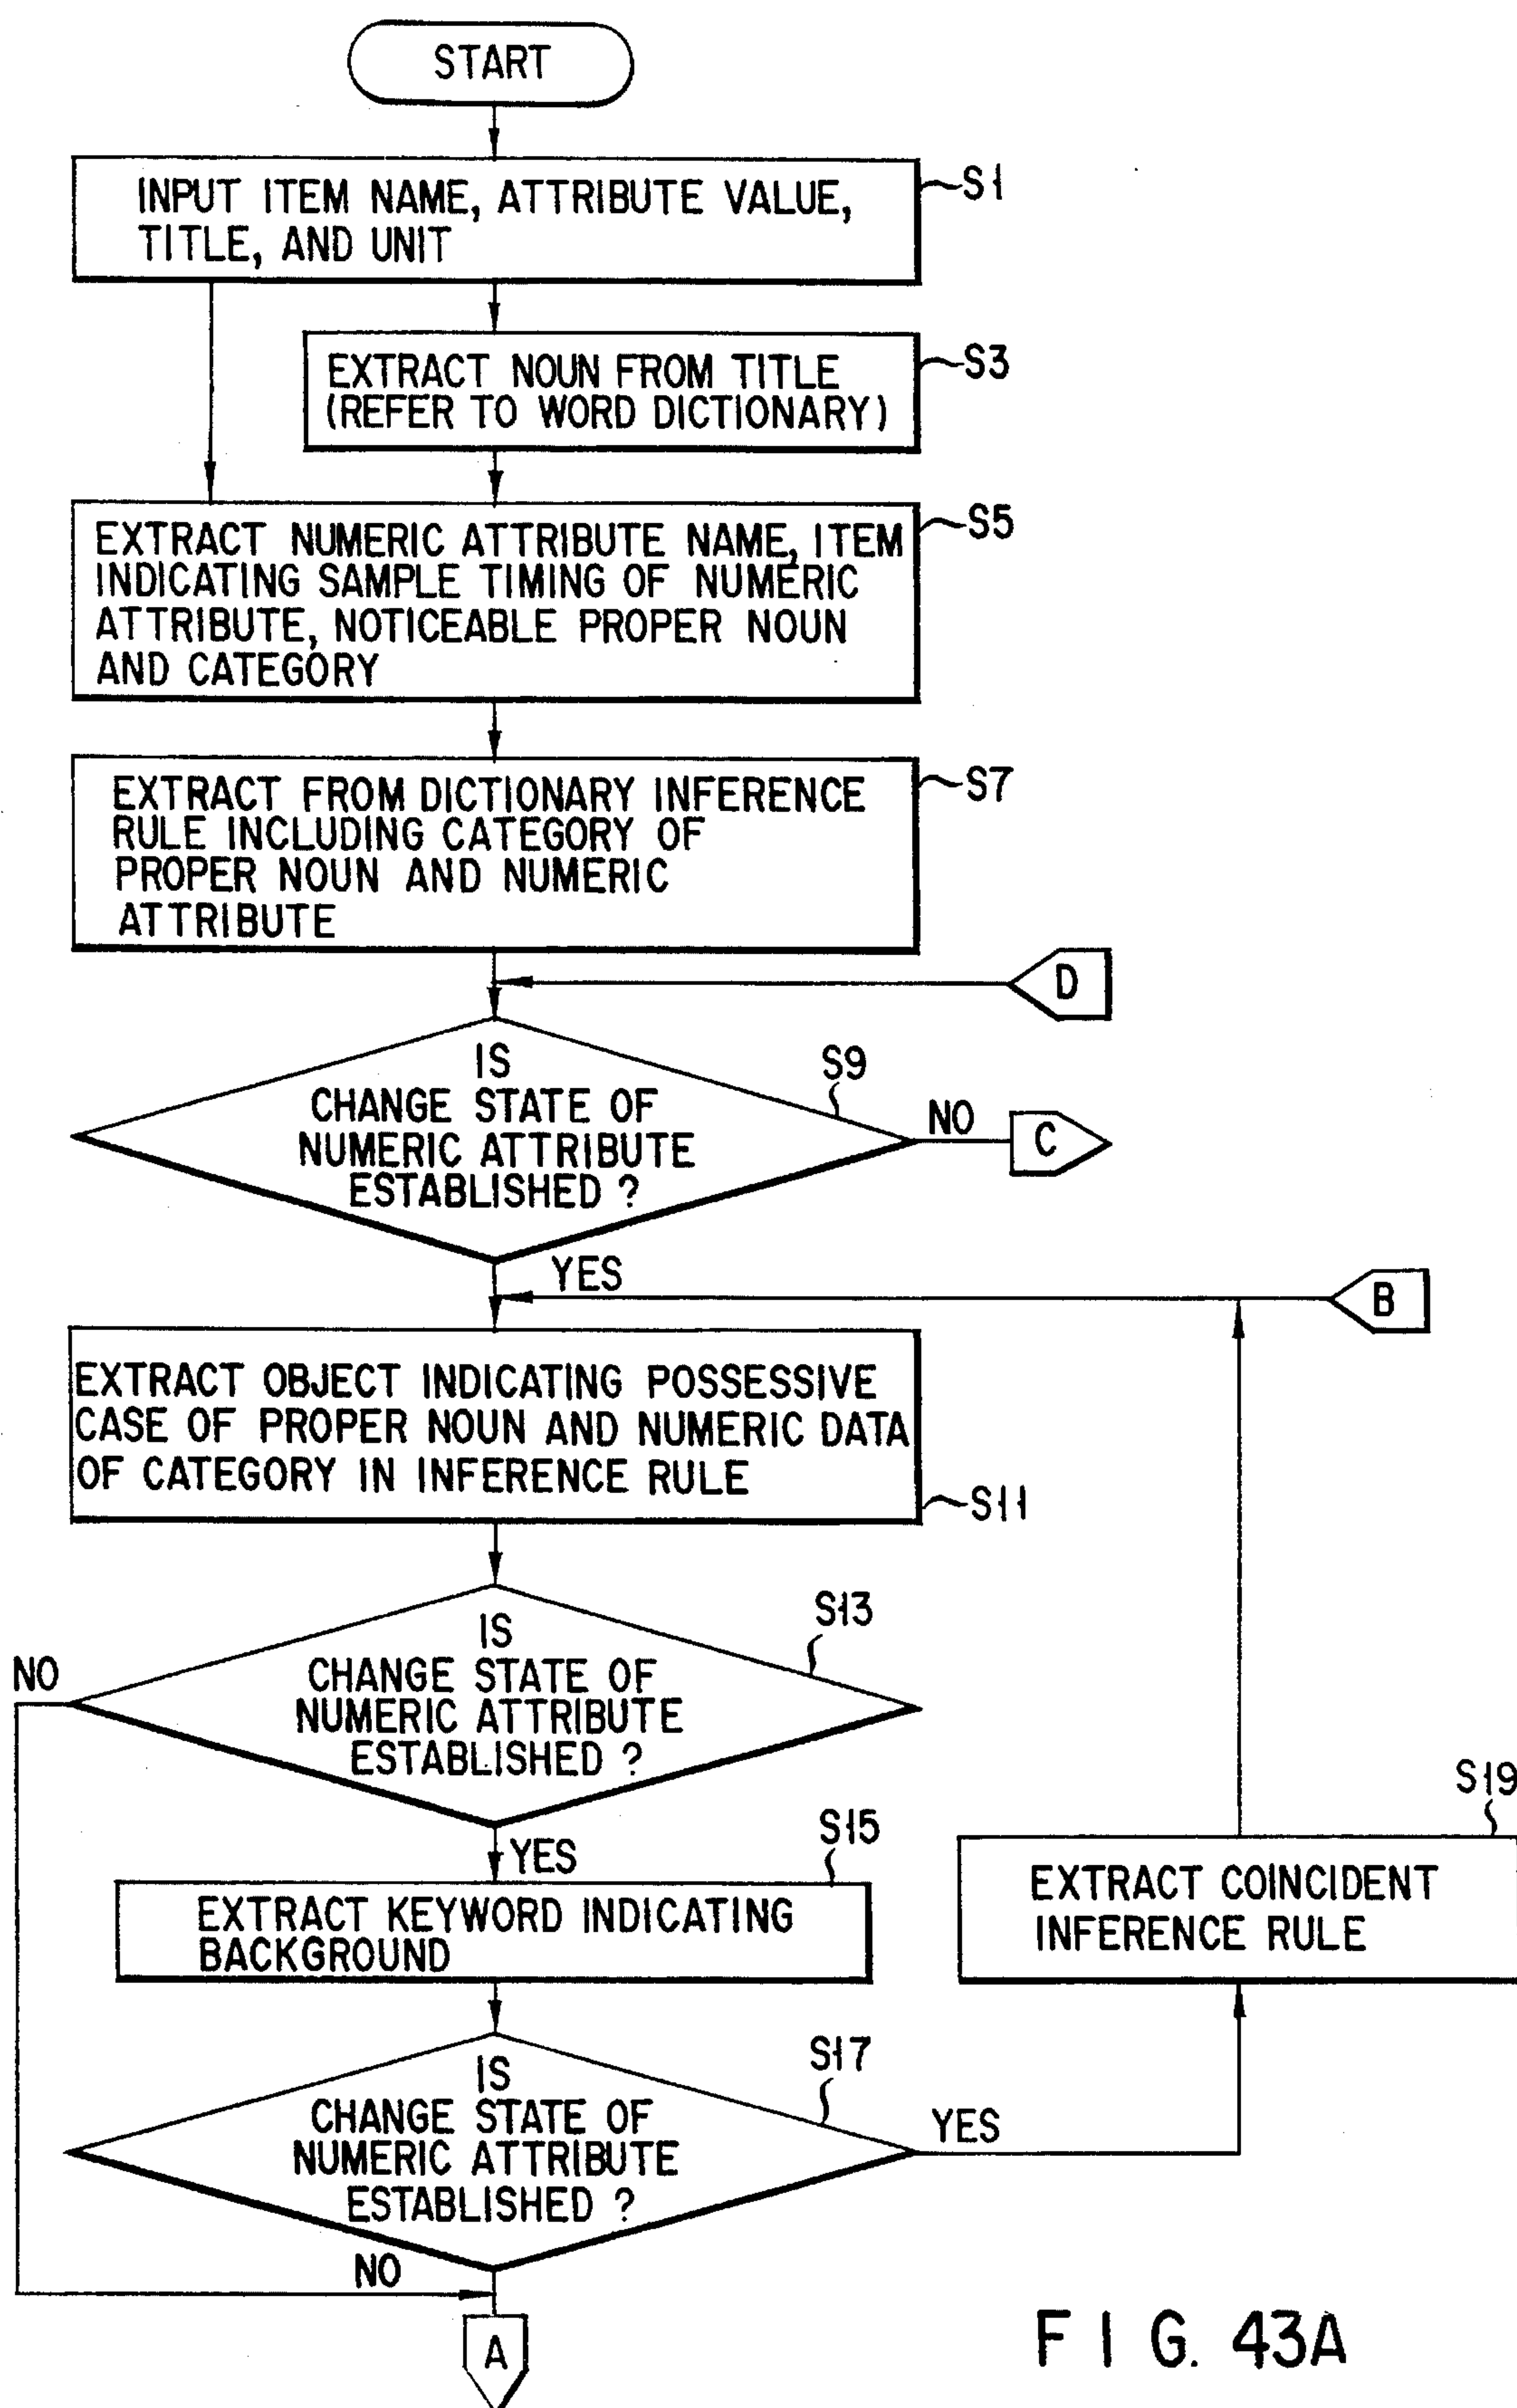 START
INPUT ITEM NAME, ATTRIBUTE VALUE,
TITLE, AND UNIT
S1
EXTRACT NOUN FROM TITLE
(REFER TO WORD DICTIONARY)
S3
EXTRACT NUMERIC ATTRIBUTE NAME, ITEM
INDICATING SAMPLE TIMING OF NUMERIC
ATTRIBUTE, NOTICEABLE PROPER NOUN
AND CATEGORY
S5
EXTRACT FROM DICTIONARY INFERENCE
RULE INCLUDING CATEGORY OF
PROPER NOUN AND NUMERIC
ATTRIBUTE
S7
D
IS
CHANGE STATE OF
NUMERIC ATTRIBUTE
ESTABLISHED ?
S9
NO
C
YES
B
EXTRACT OBJECT INDICATING POSSESSIVE
CASE OF PROPER NOUN AND NUMERIC DATA
OF CATEGORY IN INFERENCE RULE
S11
IS
CHANGE STATE OF
NUMERIC ATTRIBUTE
ESTABLISHED ?
S13
NO
YES
EXTRACT KEYWORD INDICATING
BACKGROUND
S15
EXTRACT COINCIDENT
INFERENCE RULE
S19
IS
CHANGE STATE OF
NUMERIC ATTRIBUTE
ESTABLISHED ?
S17
YES
NO
A
FIG. 43A